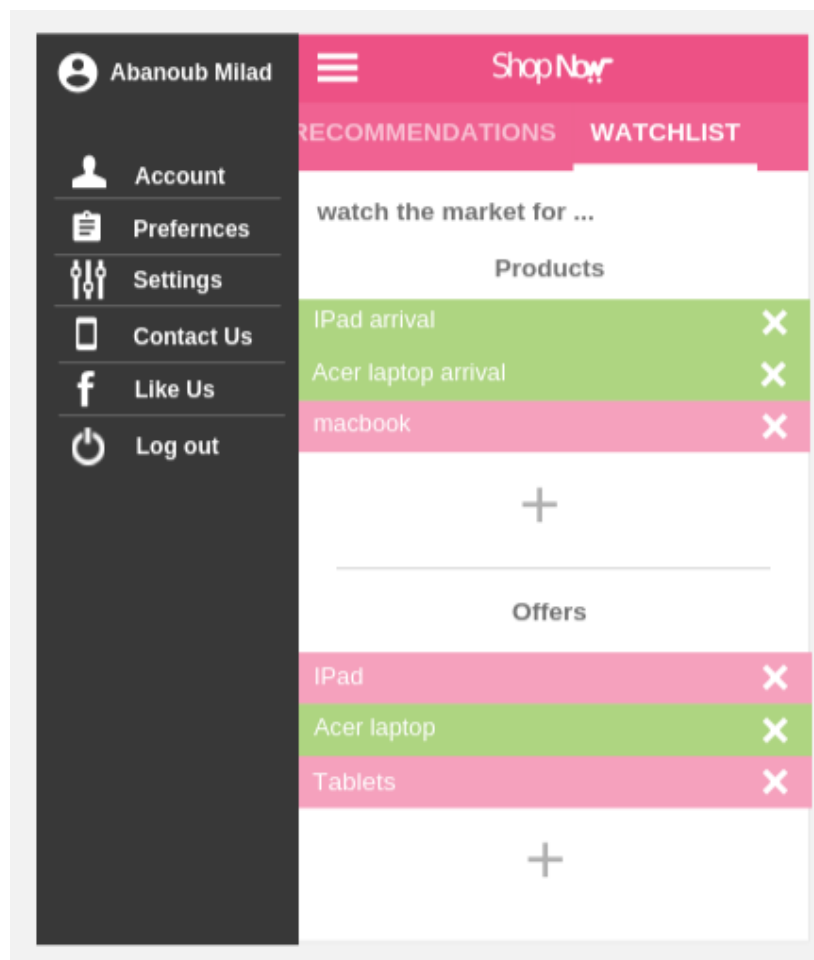 Abanoub Milad
Account
Prefernces
Settings
Contact Us
Like Us
Log out
Shop Now
RECOMMENDATIONS WATCHLIST
watch the market for ...
Products
IPad arrival
Acer laptop arrival
macbook
Offers
IPad
Acer laptop
Tablets